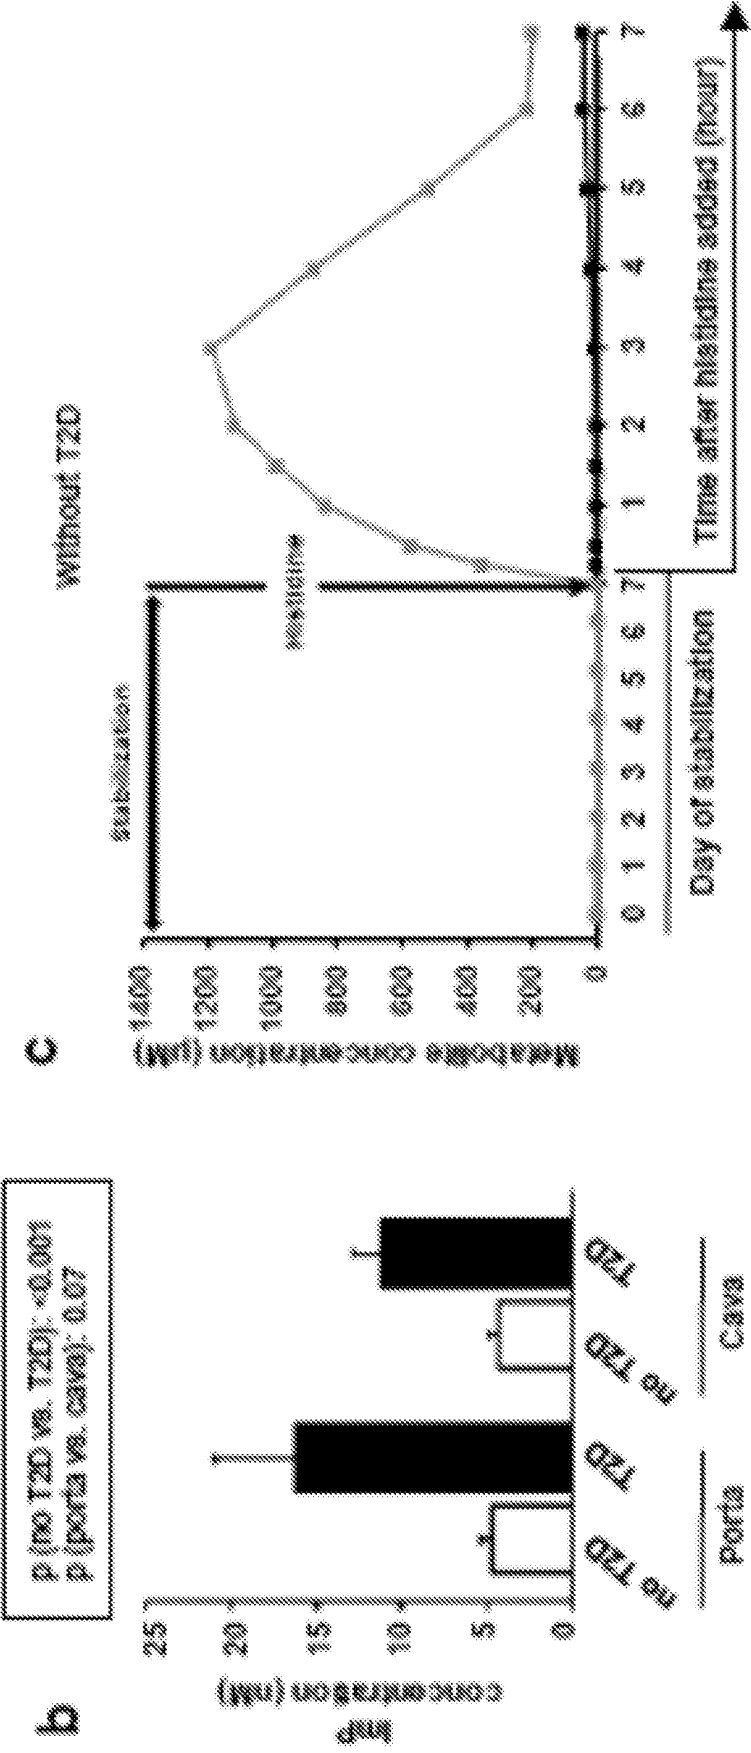 b
p (no T2D vs. T2D): <0.001
p (porta vs. cava): 0.07
ImP
concentration (nM)
25
20
15
10
5
0
no T2D
T2D
no T2D
T2D
Porta
Cava
c
Without T2D
Stabilization
Histidine
Metabolite concentration (µM)
1400
1200
1000
800
600
400
200
0
0 1 2 3 4 5 6 7 1 2 3 4 5 6 7
Day of stabilization
Time after histidine added (hour)